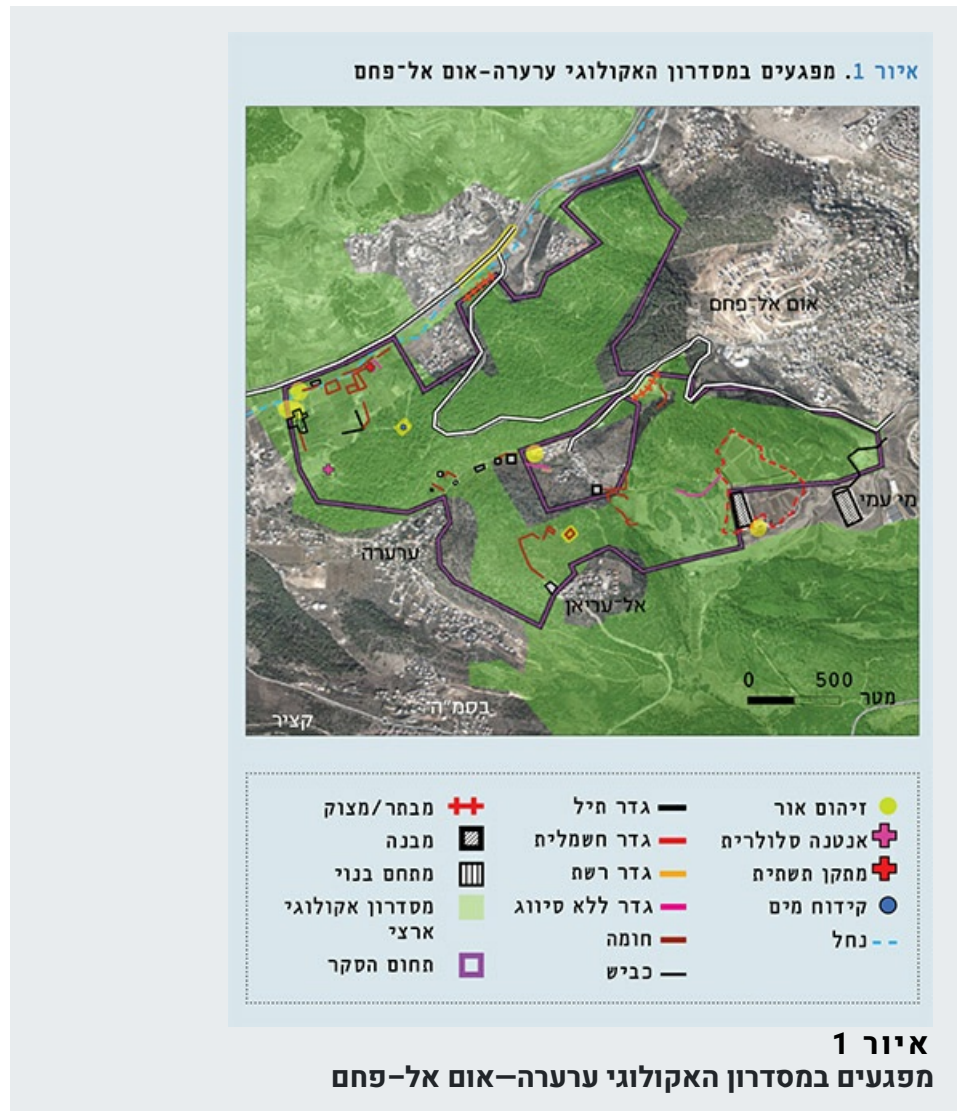 איור 1. מפגעים במסדרון האקולוגי ערערה-אום אל־פחם
אום אל־פחם
מי עמי
ערערה
אל־עריאן
0 500
מטר
בסמ״ה
קציר
זיהום אור
אנטנה סלולרית
מתקן תשתית
קידוח מים
נחל
גדר תיל
גדר חשמלית
גדר רשת
גדר ללא סיווג
חומה
כביש
מבתר/מצוק
מבנה
מתחם בנוי
מסדרון אקולוגי
ארצי
תחום הסקר
איור 1
מפגעים במסדרון האקולוגי ערערה–אום אל-פחם